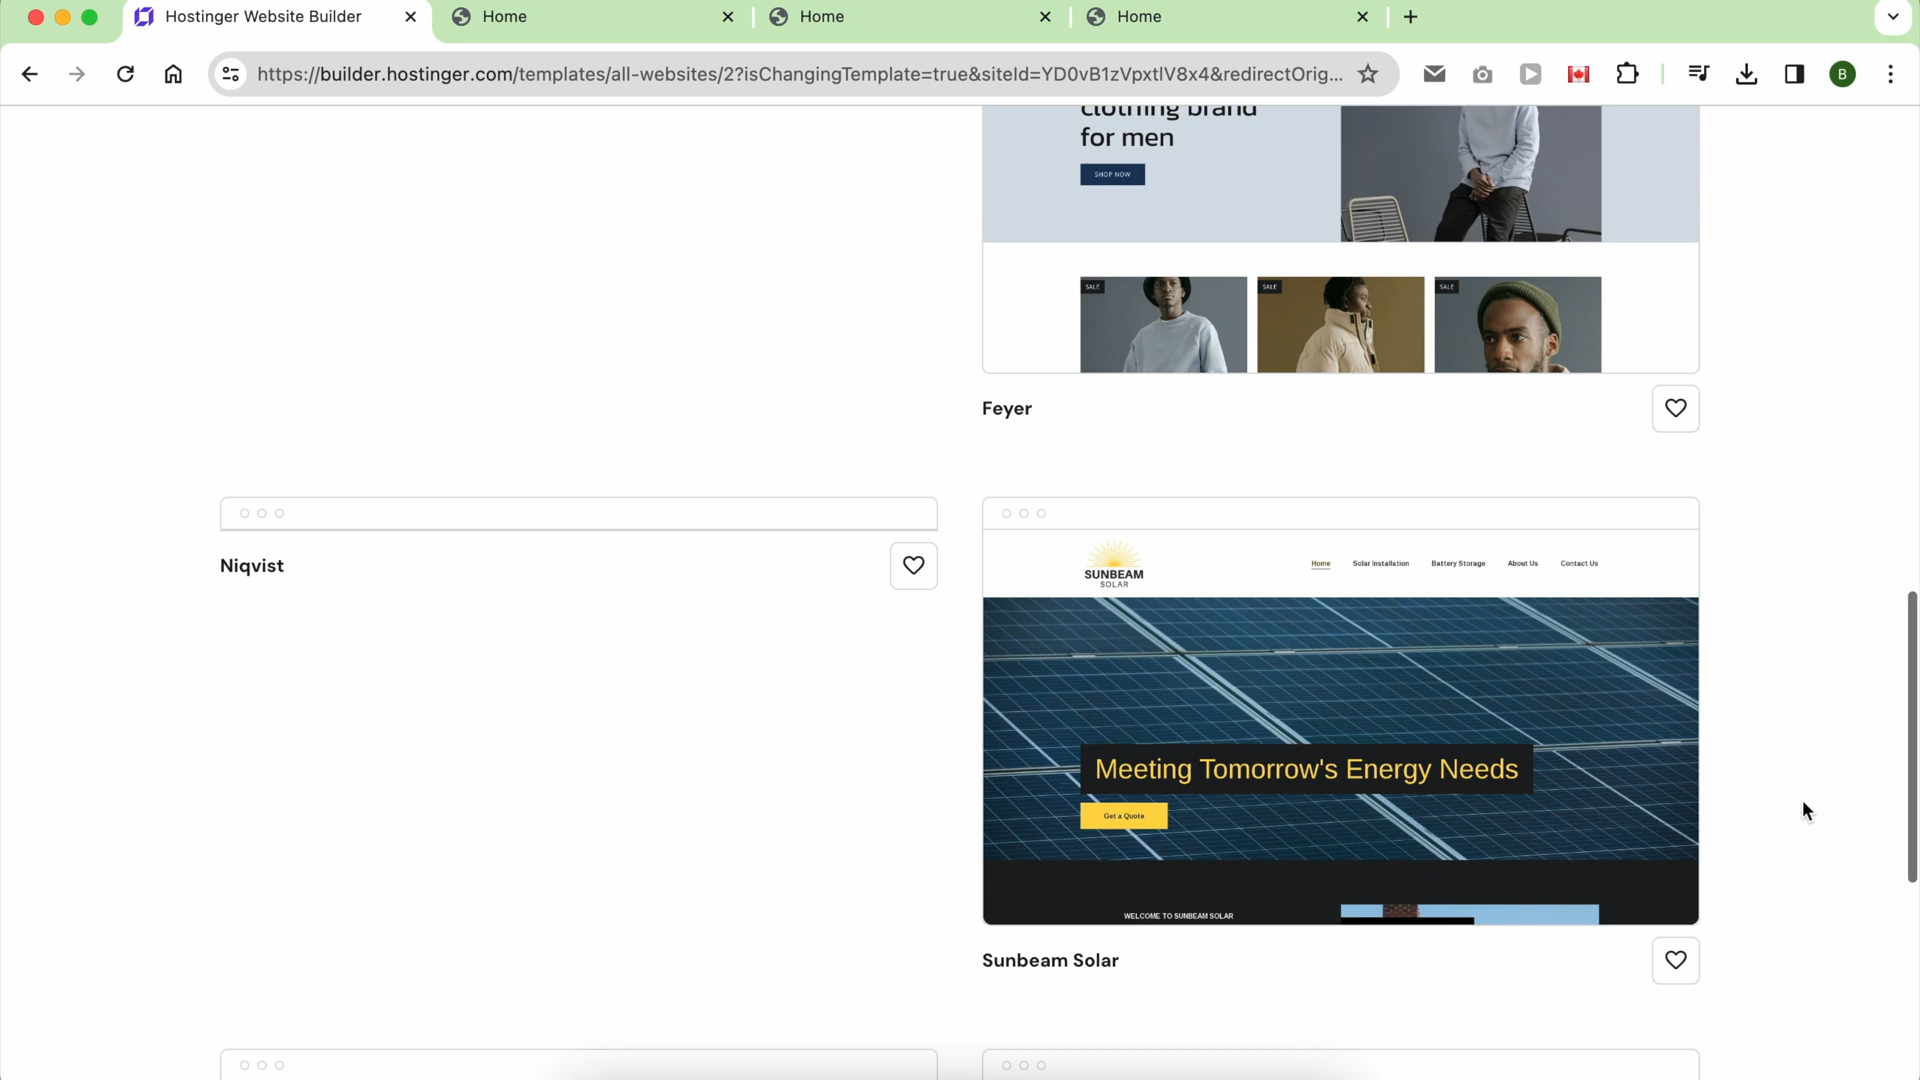 Hostinger Website Builder
Home
Home
Home
https://builder.hostinger.com/templates/all-websites/2?isChangingTemplate=true&siteId=YD0vB1zVpxtlV8x4&redirectOrig...
B
clothing brand
for men
SHOP NOW
SALE
SALE
SALE
Feyer
Niqvist
SUNBEAM
SOLAR
Home
Solar Installation
Battery Storage
About Us
Contact Us
Meeting Tomorrow's Energy Needs
Get a Quote
WELCOME TO SUNBEAM SOLAR
Sunbeam Solar